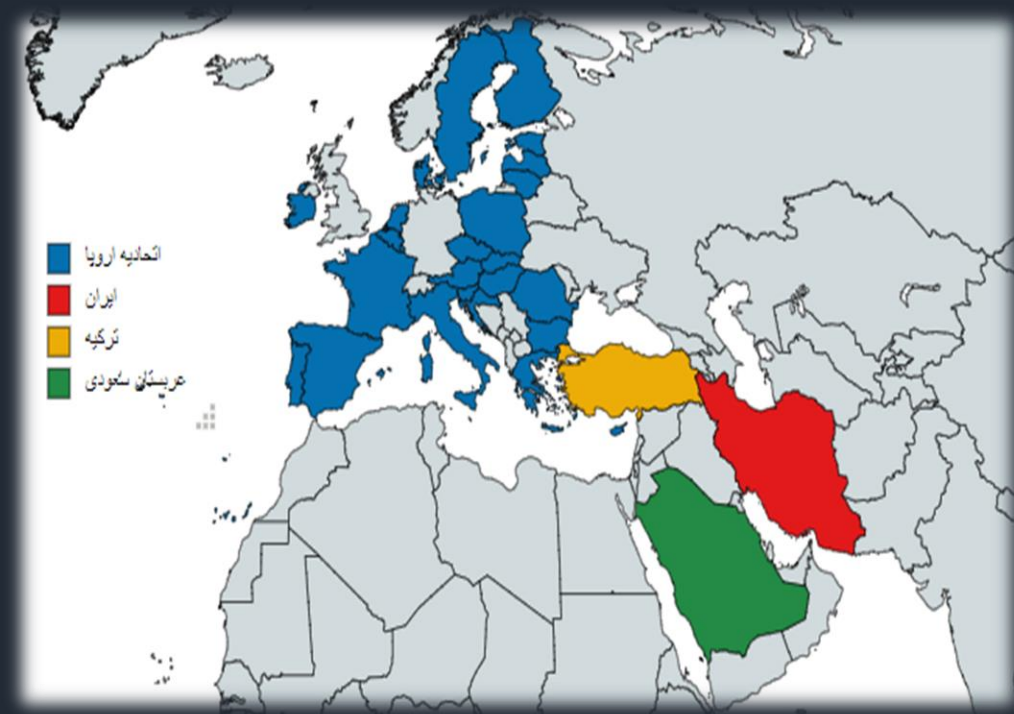 اتحادیه اروپا
ایران
ترکیه
عربستان سعودی